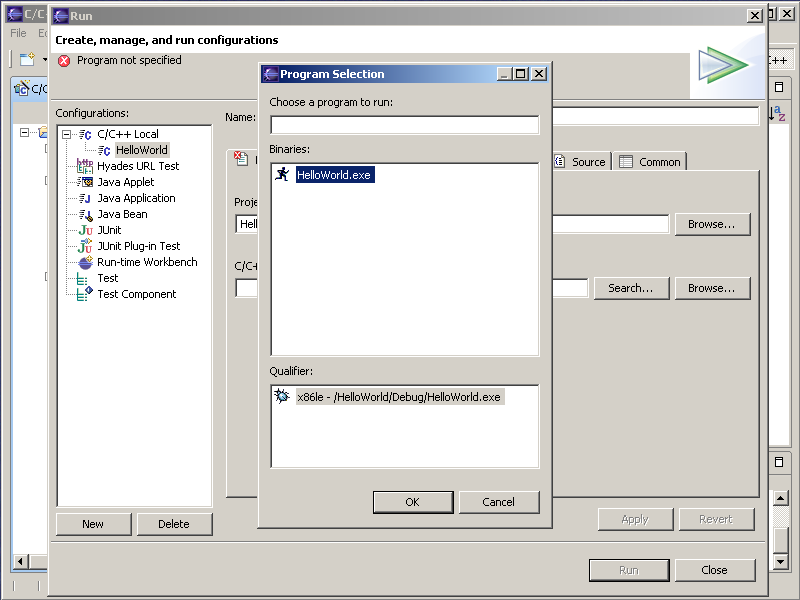 C/C
Run
File
Create, manage, and run configurations
Program not specified
C/C
C++
Configurations:
C/C++ Local
HelloWorld
Hyades URL Test
Java Applet
Java Application
Java Bean
JUnit
JUnit Plug-in Test
Run-time Workbench
Test
Test Component
New
Delete
Name:
Source
Common
Proje
Hell
Browse...
C/C+
Search...
Browse...
Apply
Revert
Run
Close
Program Selection
Choose a program to run:
Binaries:
HelloWorld.exe
Qualifier:
x86le - /HelloWorld/Debug/HelloWorld.exe
OK
Cancel